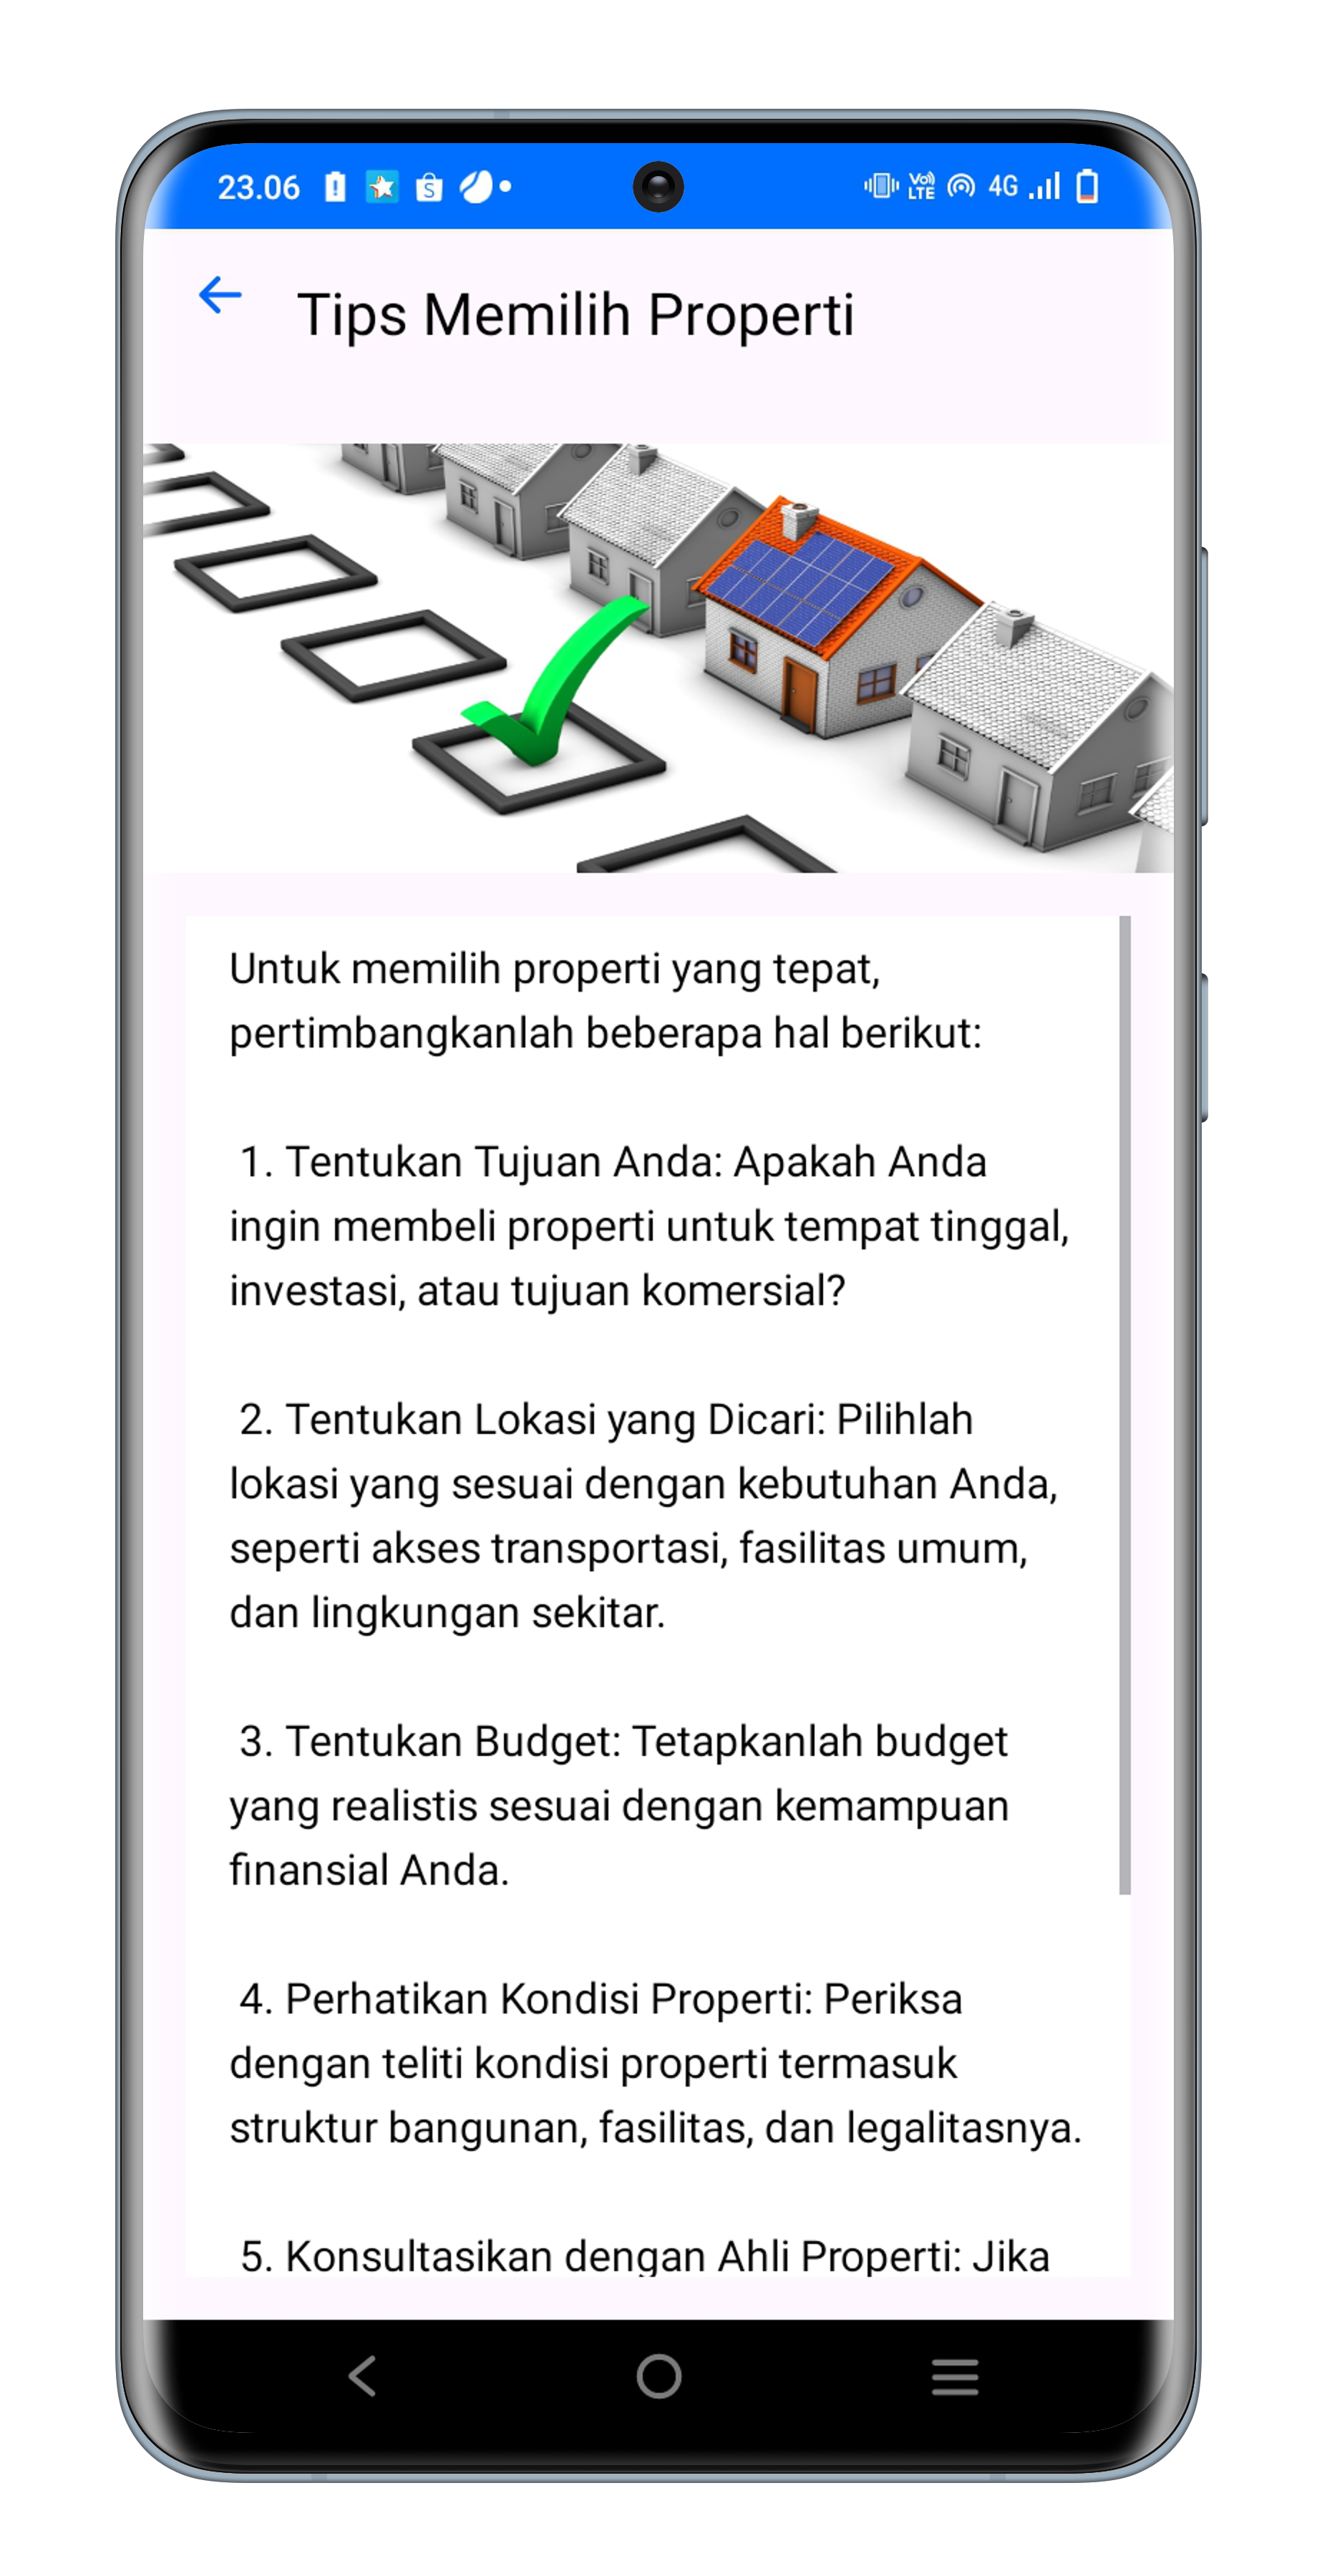 23.06 Vo) LTE 4G
Tips Memilih Properti
Untuk memilih properti yang tepat,
pertimbangkanlah beberapa hal berikut:
1. Tentukan Tujuan Anda: Apakah Anda
ingin membeli properti untuk tempat tinggal,
investasi, atau tujuan komersial?
2. Tentukan Lokasi yang Dicari: Pilihlah
lokasi yang sesuai dengan kebutuhan Anda,
seperti akses transportasi, fasilitas umum,
dan lingkungan sekitar.
3. Tentukan Budget: Tetapkanlah budget
yang realistis sesuai dengan kemampuan
finansial Anda.
4. Perhatikan Kondisi Properti: Periksa
dengan teliti kondisi properti termasuk
struktur bangunan, fasilitas, dan legalitasnya.
5. Konsultasikan dengan Ahli Properti: Jika